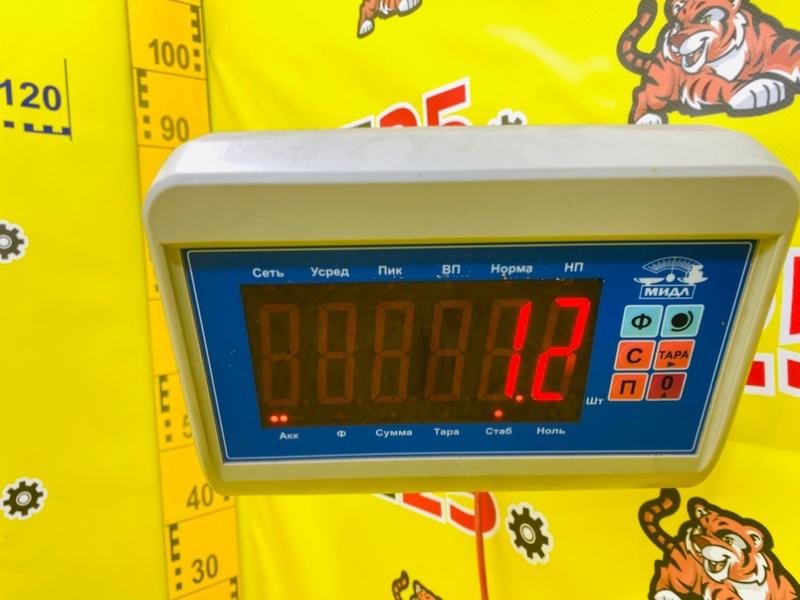 100
120
90
Сеть Усред Пик ВП Норма НП
МИДЛ
1.2
Ф
С ТАРА
П 0
Шт
Акк Ф Сумма Тара Стаб Ноль
40
30